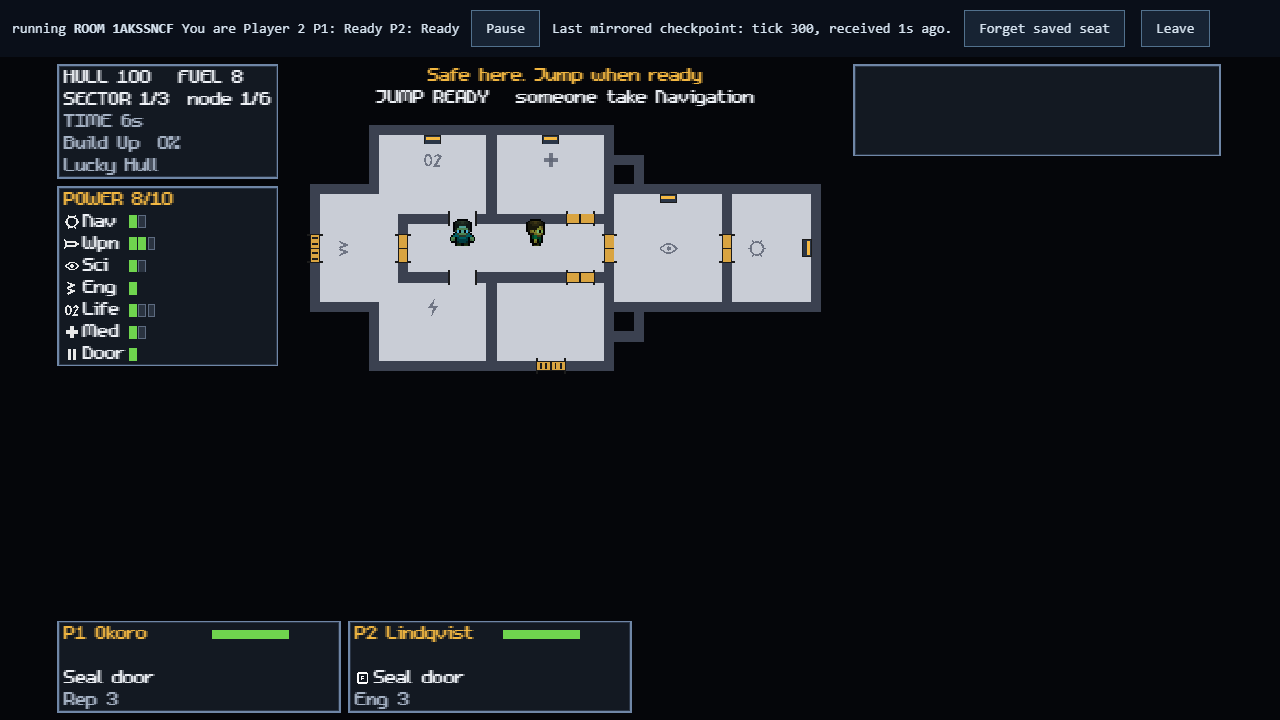 running ROOM 1AKSSNCF You are Player 2 P1: Ready P2: Ready Pause Last mirrored checkpoint: tick 300, received 1s ago. Forget saved seat Leave
HULL 100 FUEL 8
SECTOR 1/3 node 1/6
TIME 6s
Build Up 0%
Lucky Hull
Safe here. Jump when ready
JUMP READY someone take Navigation
POWER 8/10
Nav
Wpn
Sci
Eng
O2 Life
Med
Door
O2
P1 Okoro
Seal door
Rep 3
P2 Lindqvist
E Seal door
Eng 3